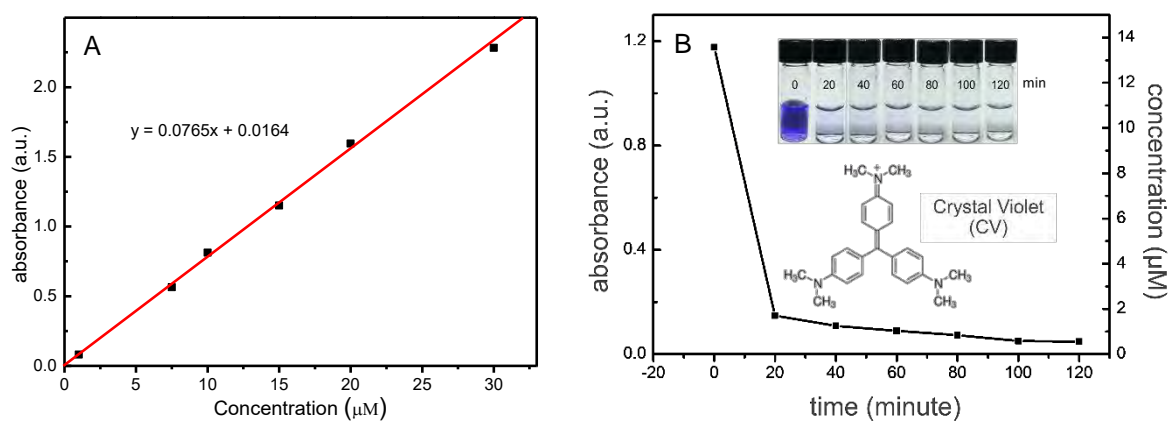 A
y = 0.0765x + 0.0164
absorbance (a.u.)
2.0
1.5
1.0
0.5
0.0
0 5 10 15 20 25 30
Concentration (μM)
B
absorbance (a.u.)
1.2
0.8
0.4
0.0
0 20 40 60 80 100 120 min
CH₃
H₃C
N
+
CH₃
Crystal Violet
(CV)
H₃C
N
CH₃
N
CH₃
CH₃
14
12
10
8
6
4
2
0
concentration (μM)
-20 0 20 40 60 80 100 120
time (minute)